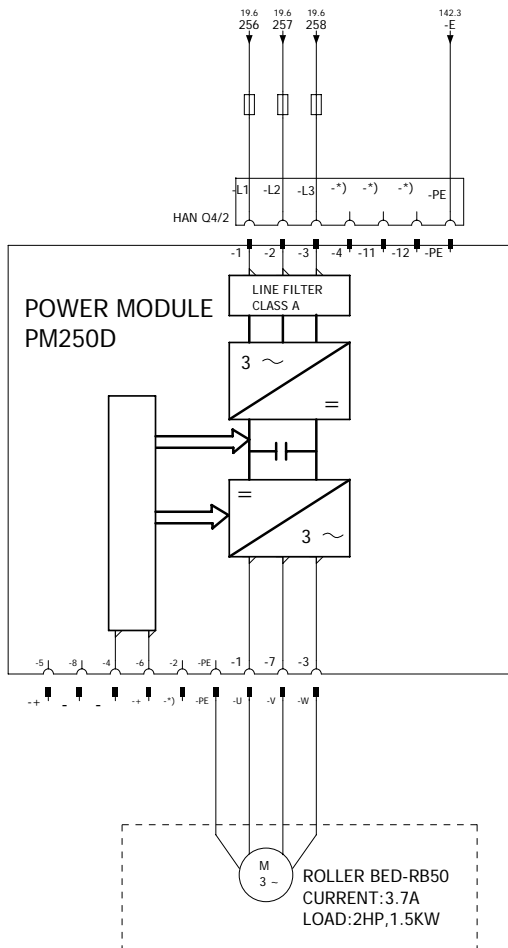 19.6 19.6 19.6 142.3
256 257 258 -E
-L1 -L2 -L3 -*) -*) -*) -PE
HAN Q4/2
-1 -2 -3 -4 -11 -12 -PE
LINE FILTER
CLASS A
POWER MODULE
PM250D
3 ~
=
=
3 ~
-5 -8 -4 -6 -2 -PE -1 -7 -3
-+ - - -+ -*) -PE -U -V -W
M
3 ~
ROLLER BED-RB50
CURRENT:3.7A
LOAD:2HP,1.5KW